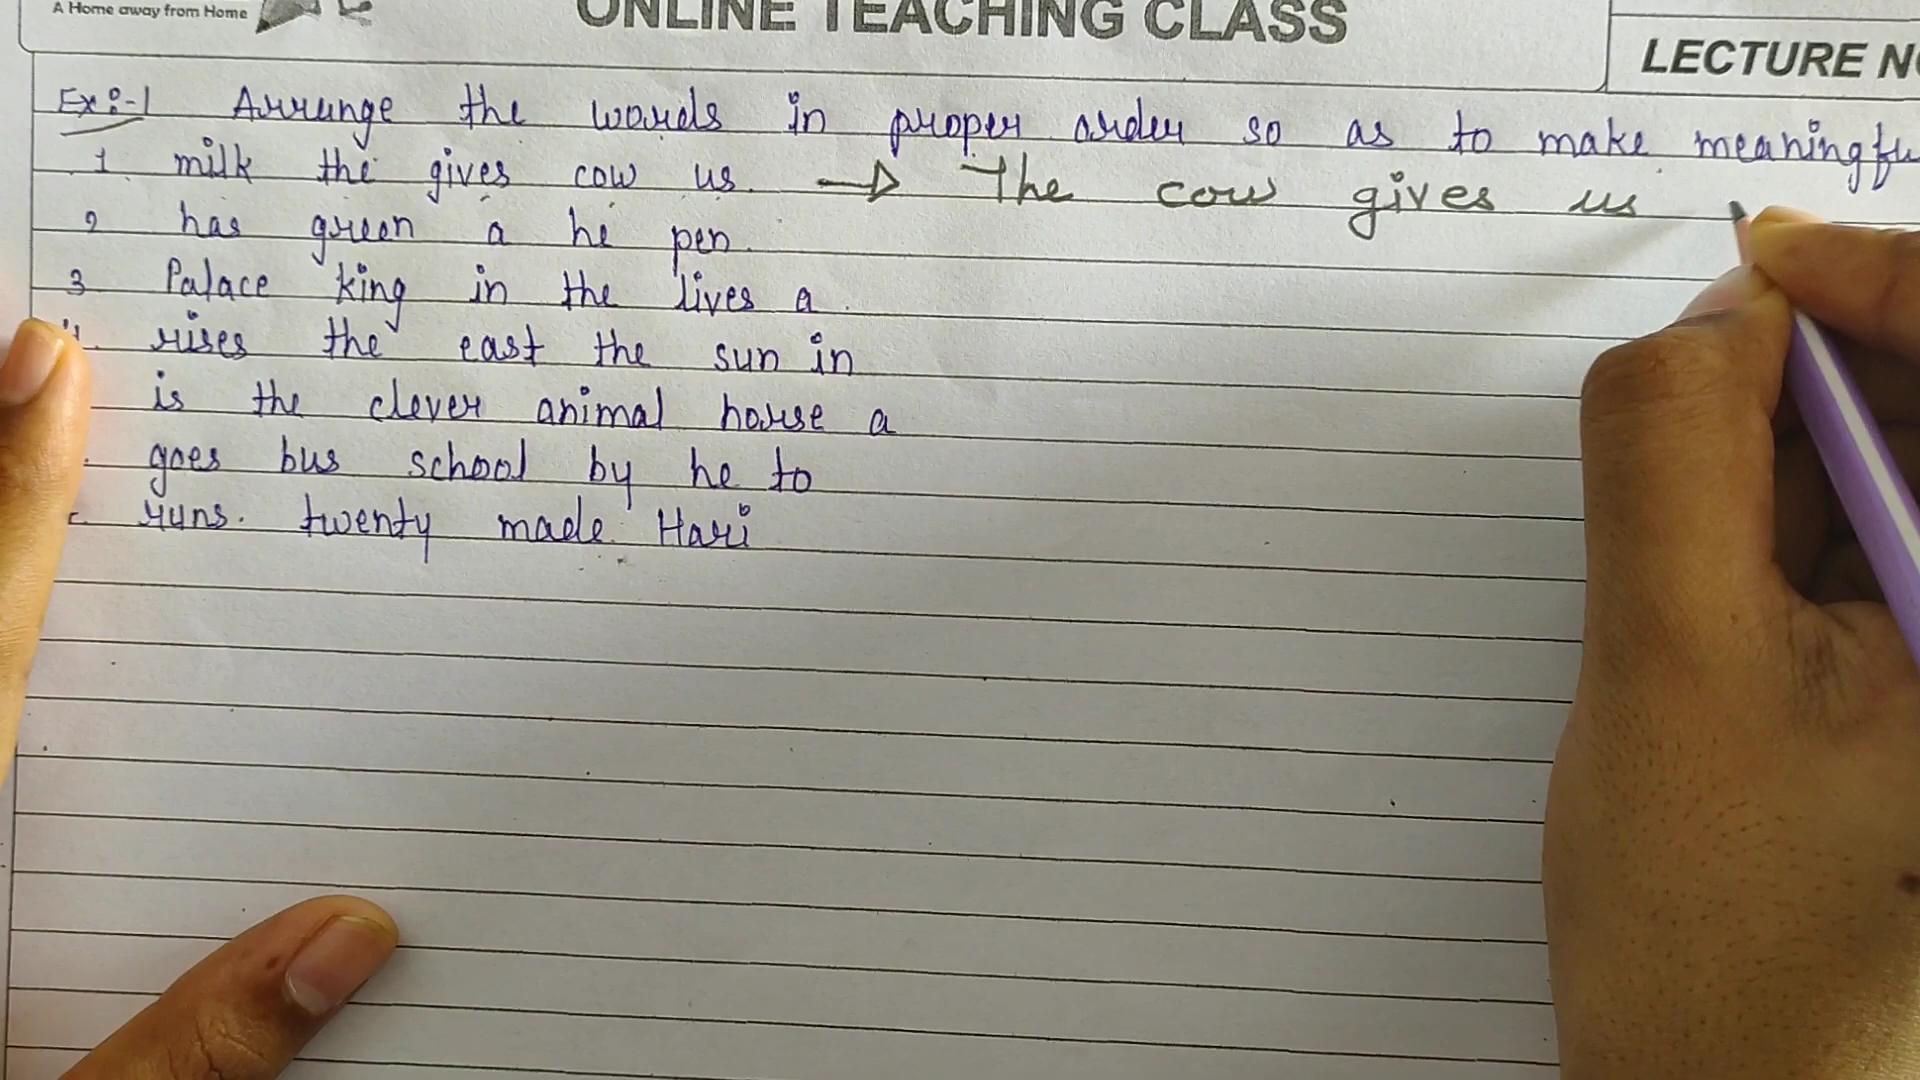 A Home away from Home
ONLINE TEACHING CLASS
LECTURE NO
Ex:-1 Arrange the words in proper order so as to make meaningfu
1. milk the gives cow us. → The cow gives us
2 has green a he pen.
3 Palace king in the lives a.
4. rises the east the sun in
is the clever animal horse a
goes bus school by he to
runs. twenty made Hari